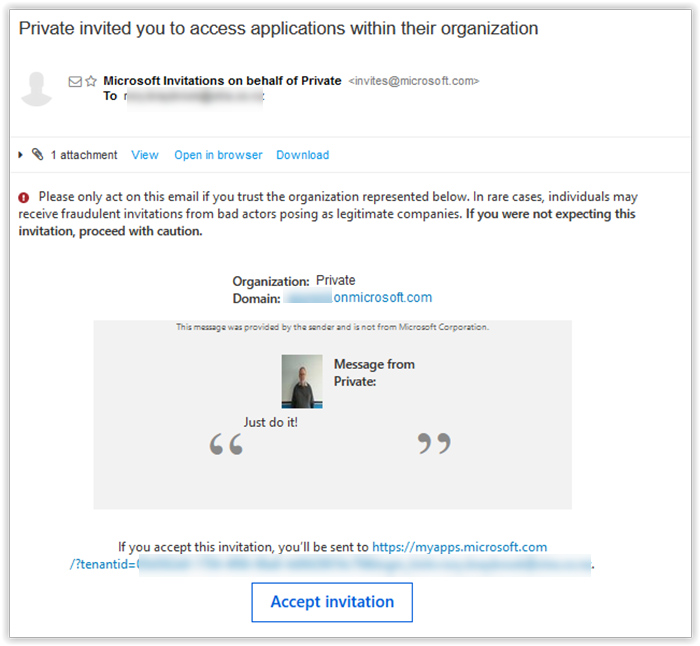 Private invited you to access applications within their organization
Microsoft Invitations on behalf of Private <invites@microsoft.com>
To
1 attachment View Open in browser Download
Please only act on this email if you trust the organization represented below. In rare cases, individuals may
receive fraudulent invitations from bad actors posing as legitimate companies. If you were not expecting this
invitation, proceed with caution.
Organization: Private
Domain: onmicrosoft.com
This message was provided by the sender and is not from Microsoft Corporation.
Message from
Private:
Just do it!
“ ”
If you accept this invitation, you'll be sent to https://myapps.microsoft.com
/?tenantid=
Accept invitation